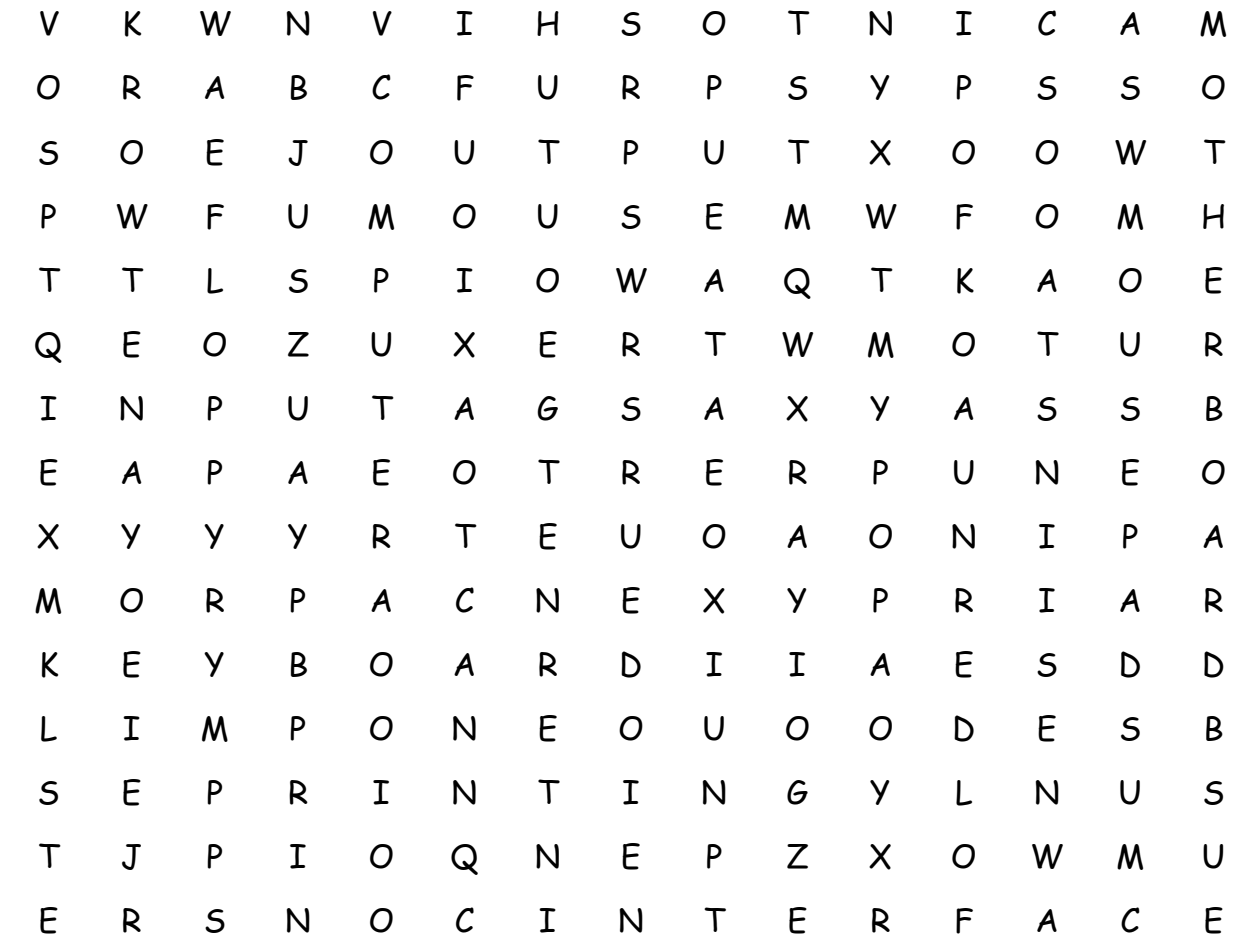 V K W N V I H S O T N I C A M
O R A B C F U R P S Y P S S O
S O E J O U T P U T X O O W T
P W F U M O U S E M W F O M H
T T L S P I O W A Q T K A O E
Q E O Z U X E R T W M O T U R
I N P U T A G S A X Y A S S B
E A P A E O T R E R P U N E O
X Y Y Y R T E U O A O N I P A
M O R P A C N E X Y P R I A R
K E Y B O A R D I I A E S D D
L I M P O N E O U O O D E S B
S E P R I N T I N G Y L N U S
T J P I O Q N E P Z X O W M U
E R S N O C I N T E R F A C E